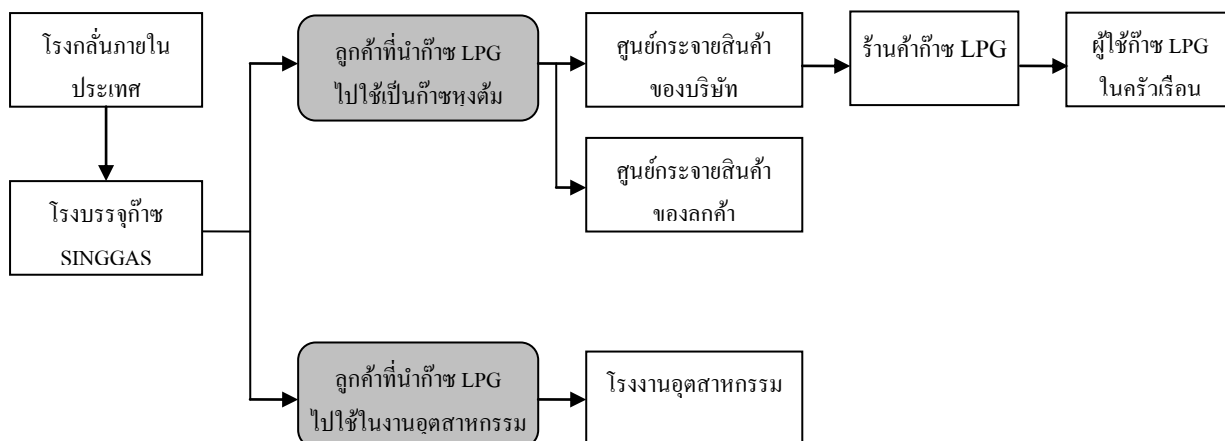 โรงกลั่นภายใน
ประเทศ
ลูกค้าที่นำก๊าซ LPG
ไปใช้เป็นก๊าซหุงต้ม
ศูนย์กระจายสินค้า
ของบริษัท
ร้านค้าก๊าซ LPG
ผู้ใช้ก๊าซ LPG
ในครัวเรือน
โรงบรรจุก๊าซ
SINGGAS
ศูนย์กระจายสินค้า
ของลกค้า
ลูกค้าที่นำก๊าซ LPG
ไปใช้ในงานอุตสาหกรรม
โรงงานอุตสาหกรรม